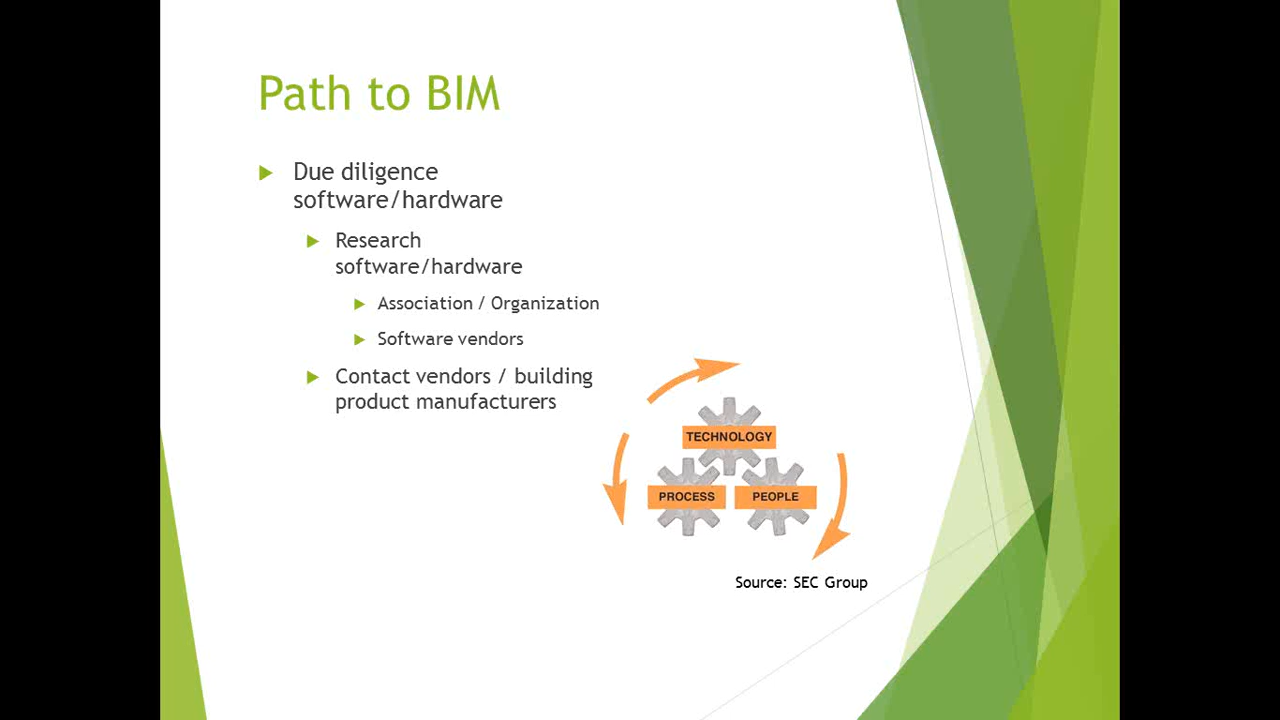 Path to BIM
Due diligence
software/hardware
Research
software/hardware
Association / Organization
Software vendors
Contact vendors / building
product manufacturers
TECHNOLOGY
PROCESS
PEOPLE
Source: SEC Group